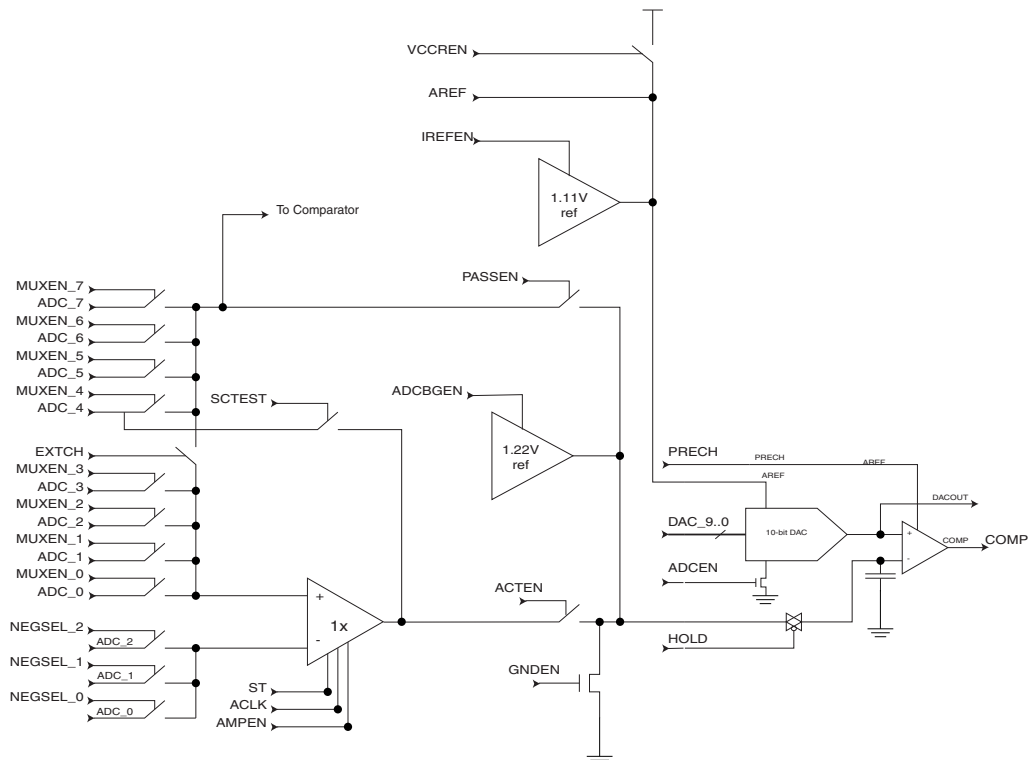 VCCREN
AREF
IREFEN
1.11V
ref
To Comparator
MUXEN_7
ADC_7
MUXEN_6
ADC_6
MUXEN_5
ADC_5
MUXEN_4
ADC_4
PASSEN
SCTEST
ADCBGEN
1.22V
ref
EXTCH
MUXEN_3
ADC_3
MUXEN_2
ADC_2
MUXEN_1
ADC_1
MUXEN_0
ADC_0
PRECH
PRECH
AREF
AREF
DACOUT
DAC_9..0
10-bit DAC
+
-
COMP
COMP
ADCEN
ACTEN
+
1x
-
NEGSEL_2
ADC_2
NEGSEL_1
ADC_1
NEGSEL_0
ADC_0
HOLD
GNDEN
ST
ACLK
AMPEN